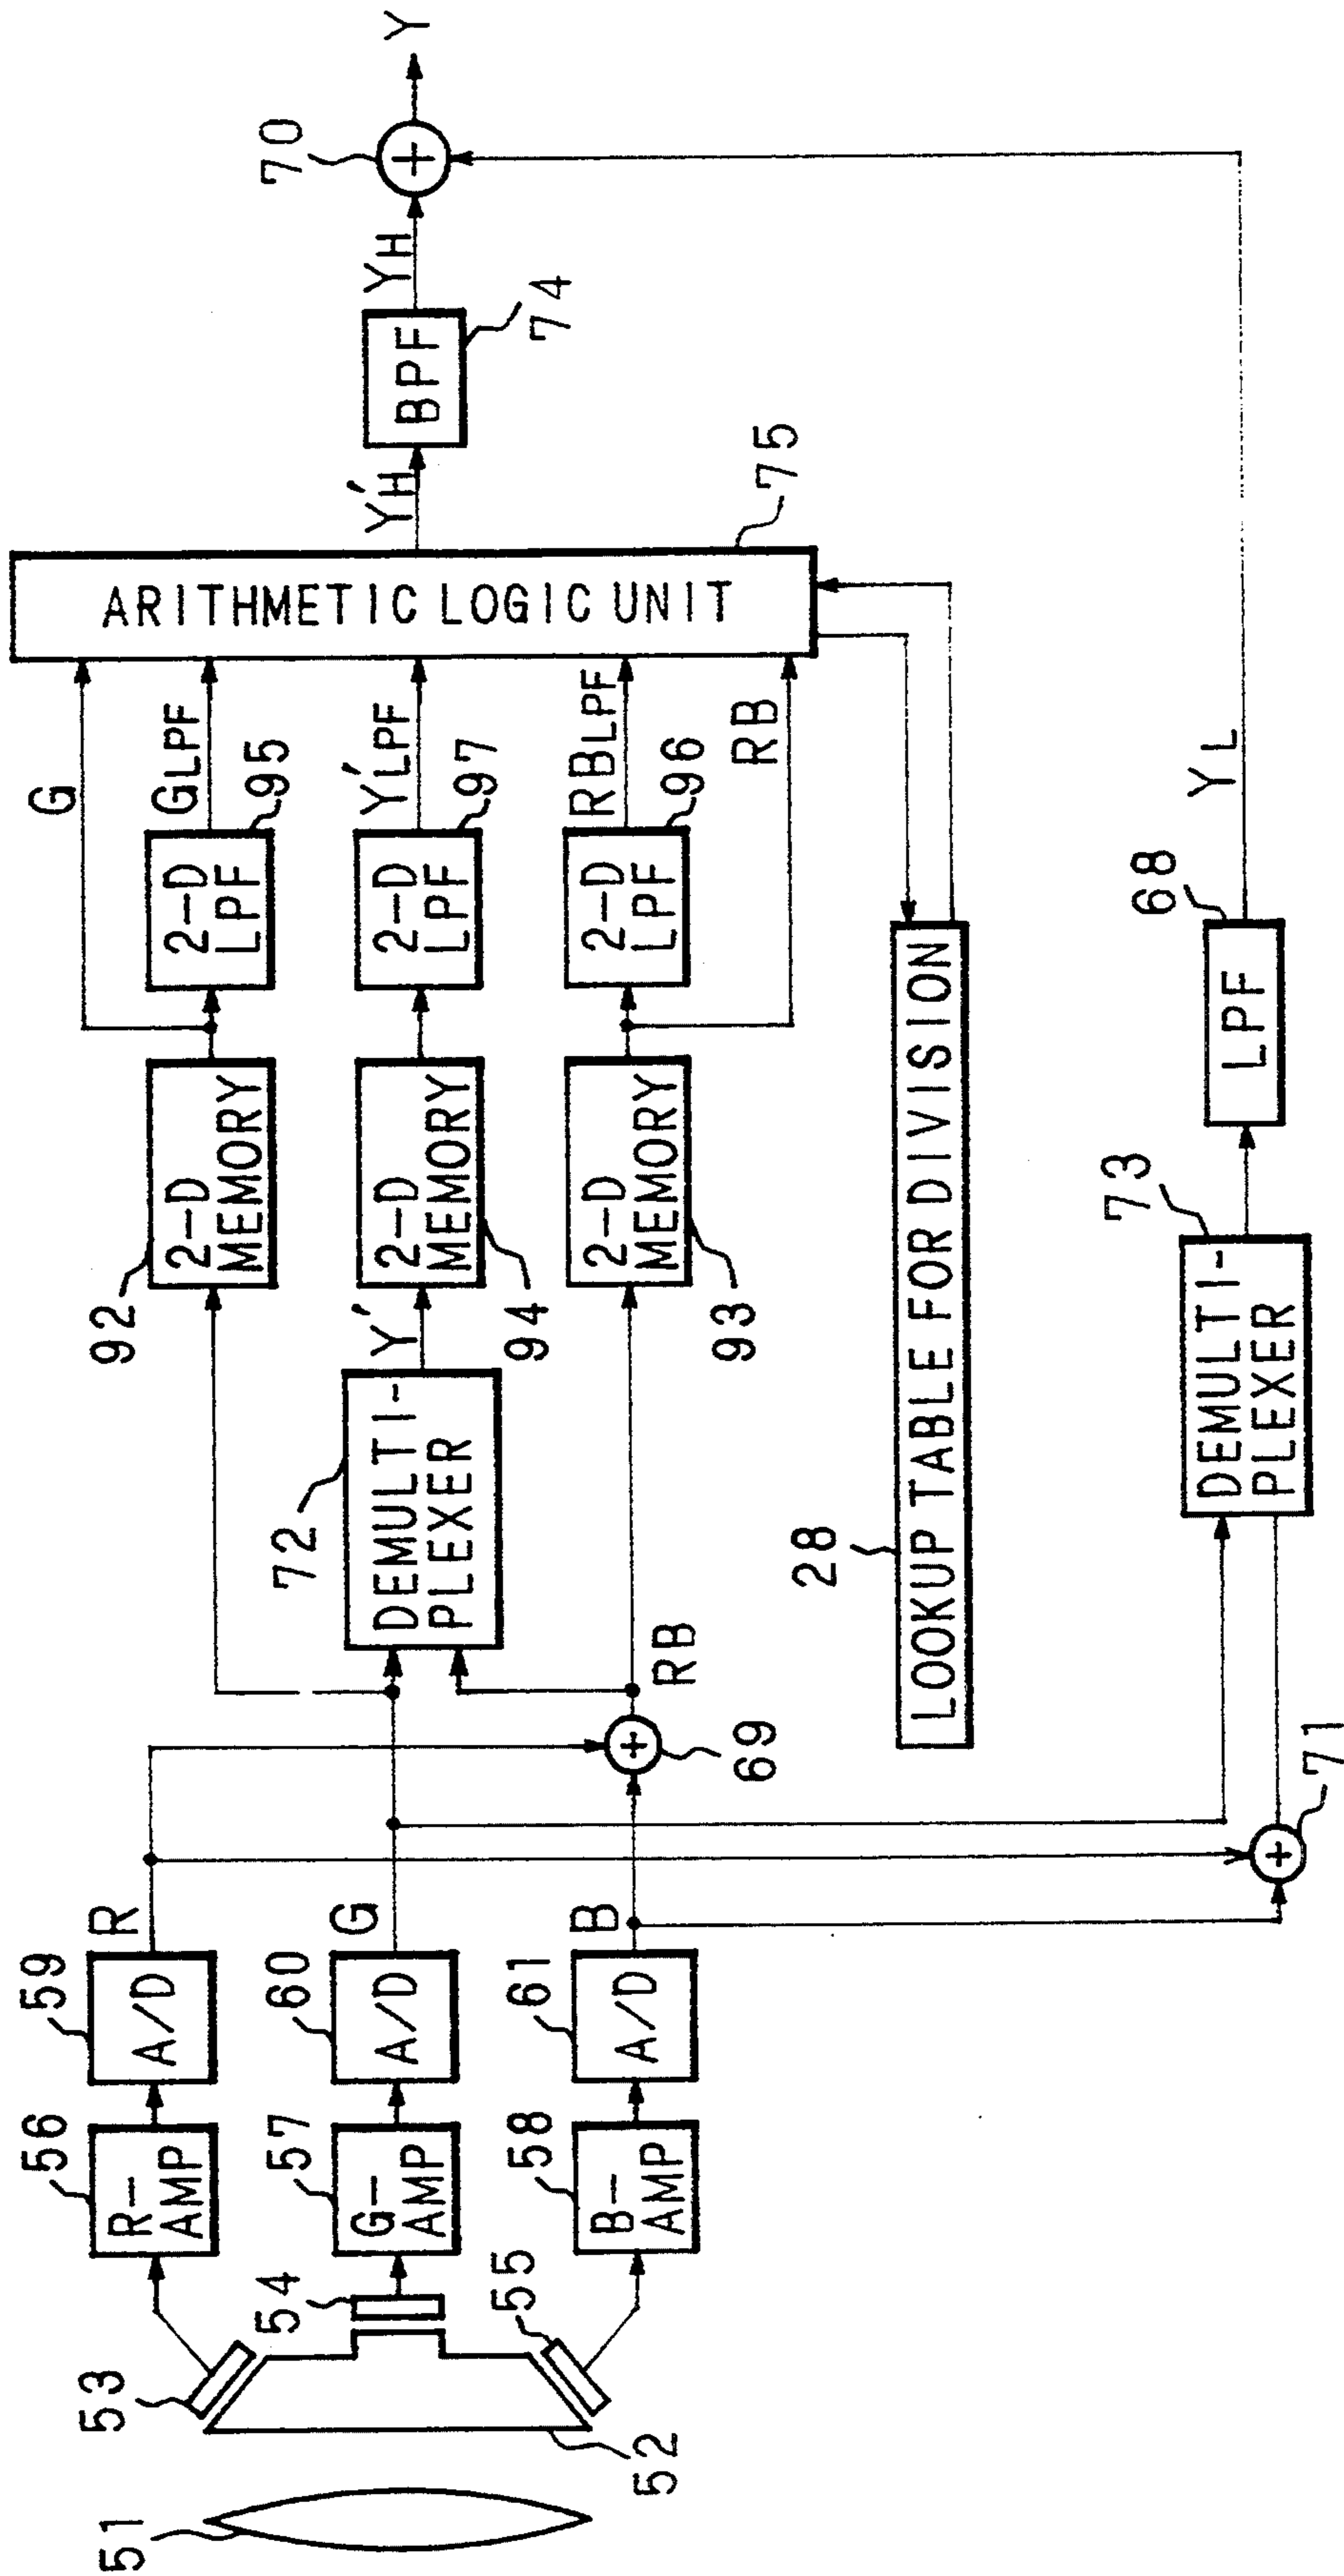 51
52
53
54
55
56
R-
AMP
57
G-
AMP
58
B-
AMP
59
A/D
R
60
A/D
G
61
A/D
B
69
RB
71
72
DEMULTI-
PLEXER
Y'
92
2-D
MEMORY
94
2-D
MEMORY
93
2-D
MEMORY
G
2-D
LPF
95
GLPF
2-D
LPF
97
Y'LPF
2-D
LPF
96
RBLPF
RB
28
LOOKUP TABLE FOR DIVISION
73
DEMULTI-
PLEXER
68
LPF
YL
ARITHMETIC LOGIC UNIT
75
YH'
BPF
74
YH
70
Y